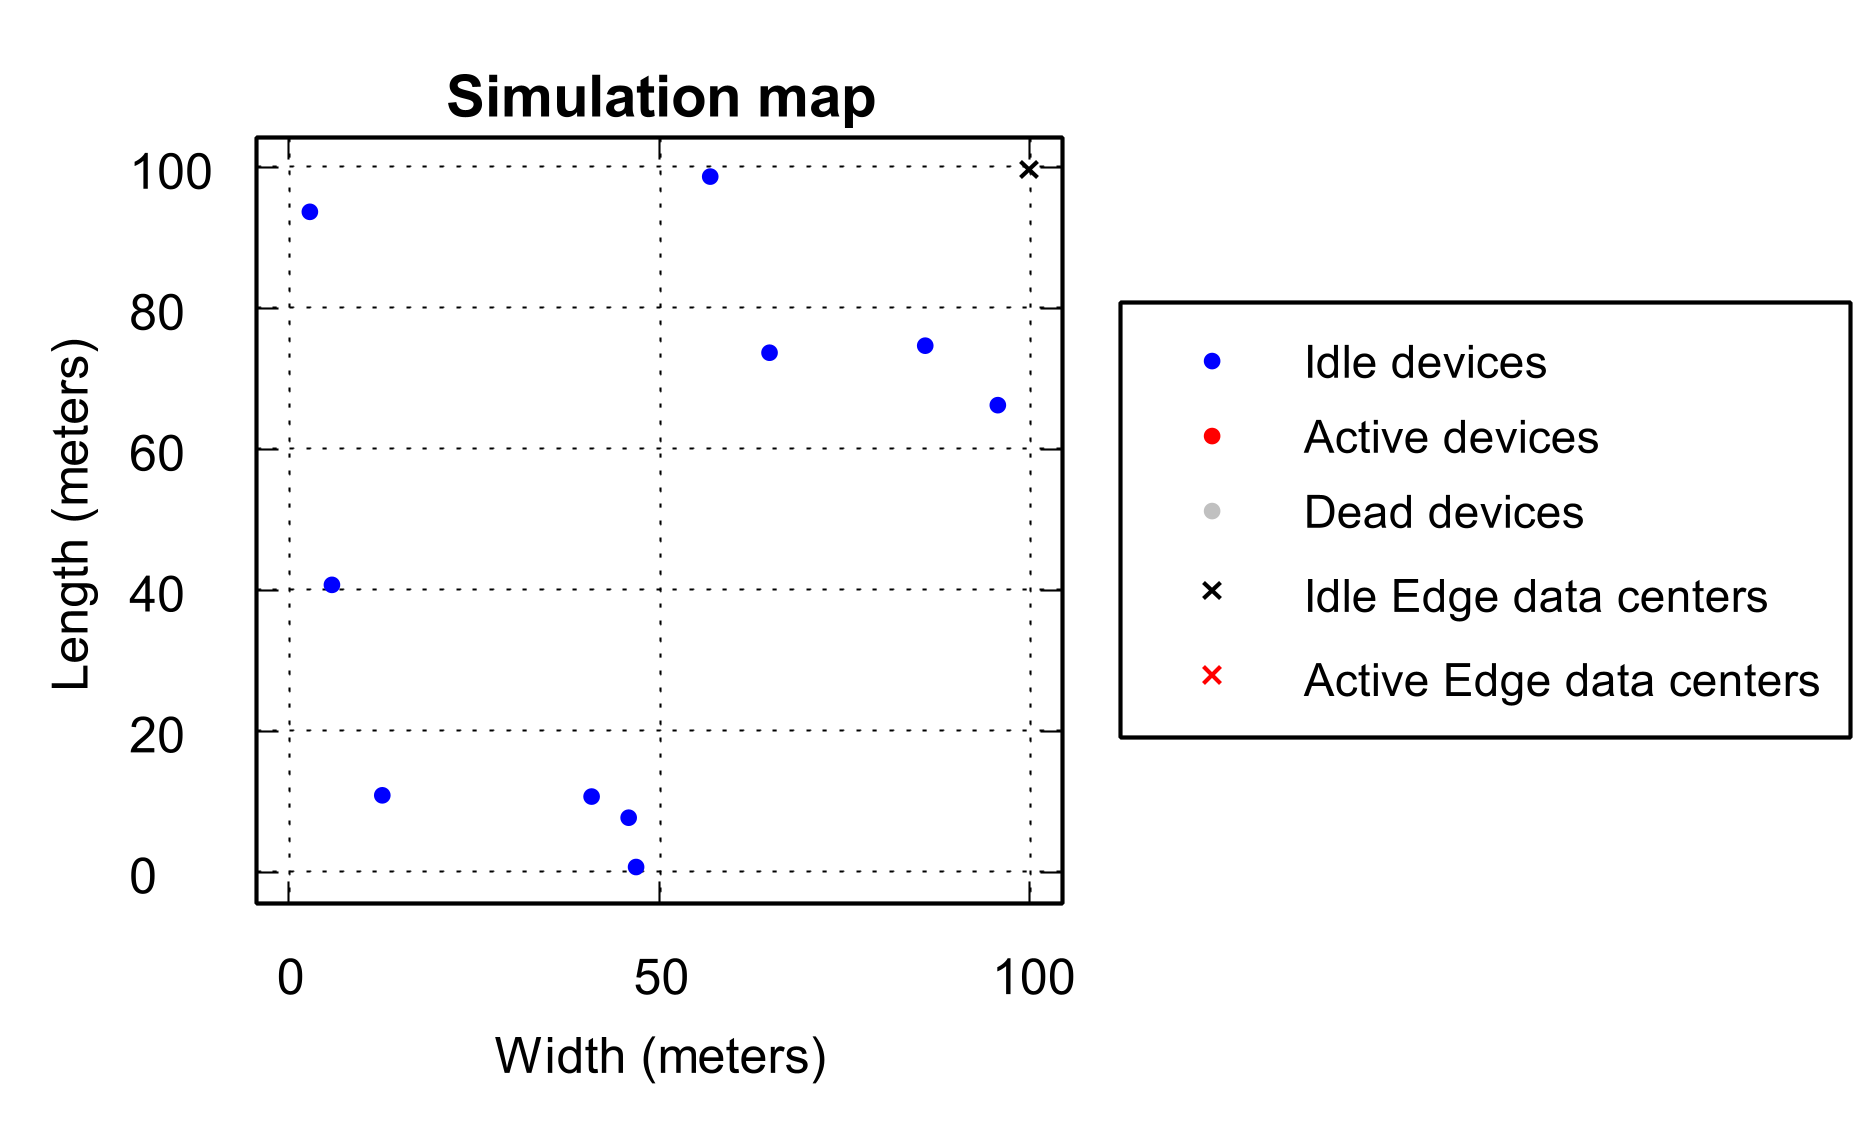 Simulation map
100
80
60
40
20
0
Length (meters)
0 50 100
Width (meters)
Idle devices
Active devices
Dead devices
Idle Edge data centers
Active Edge data centers